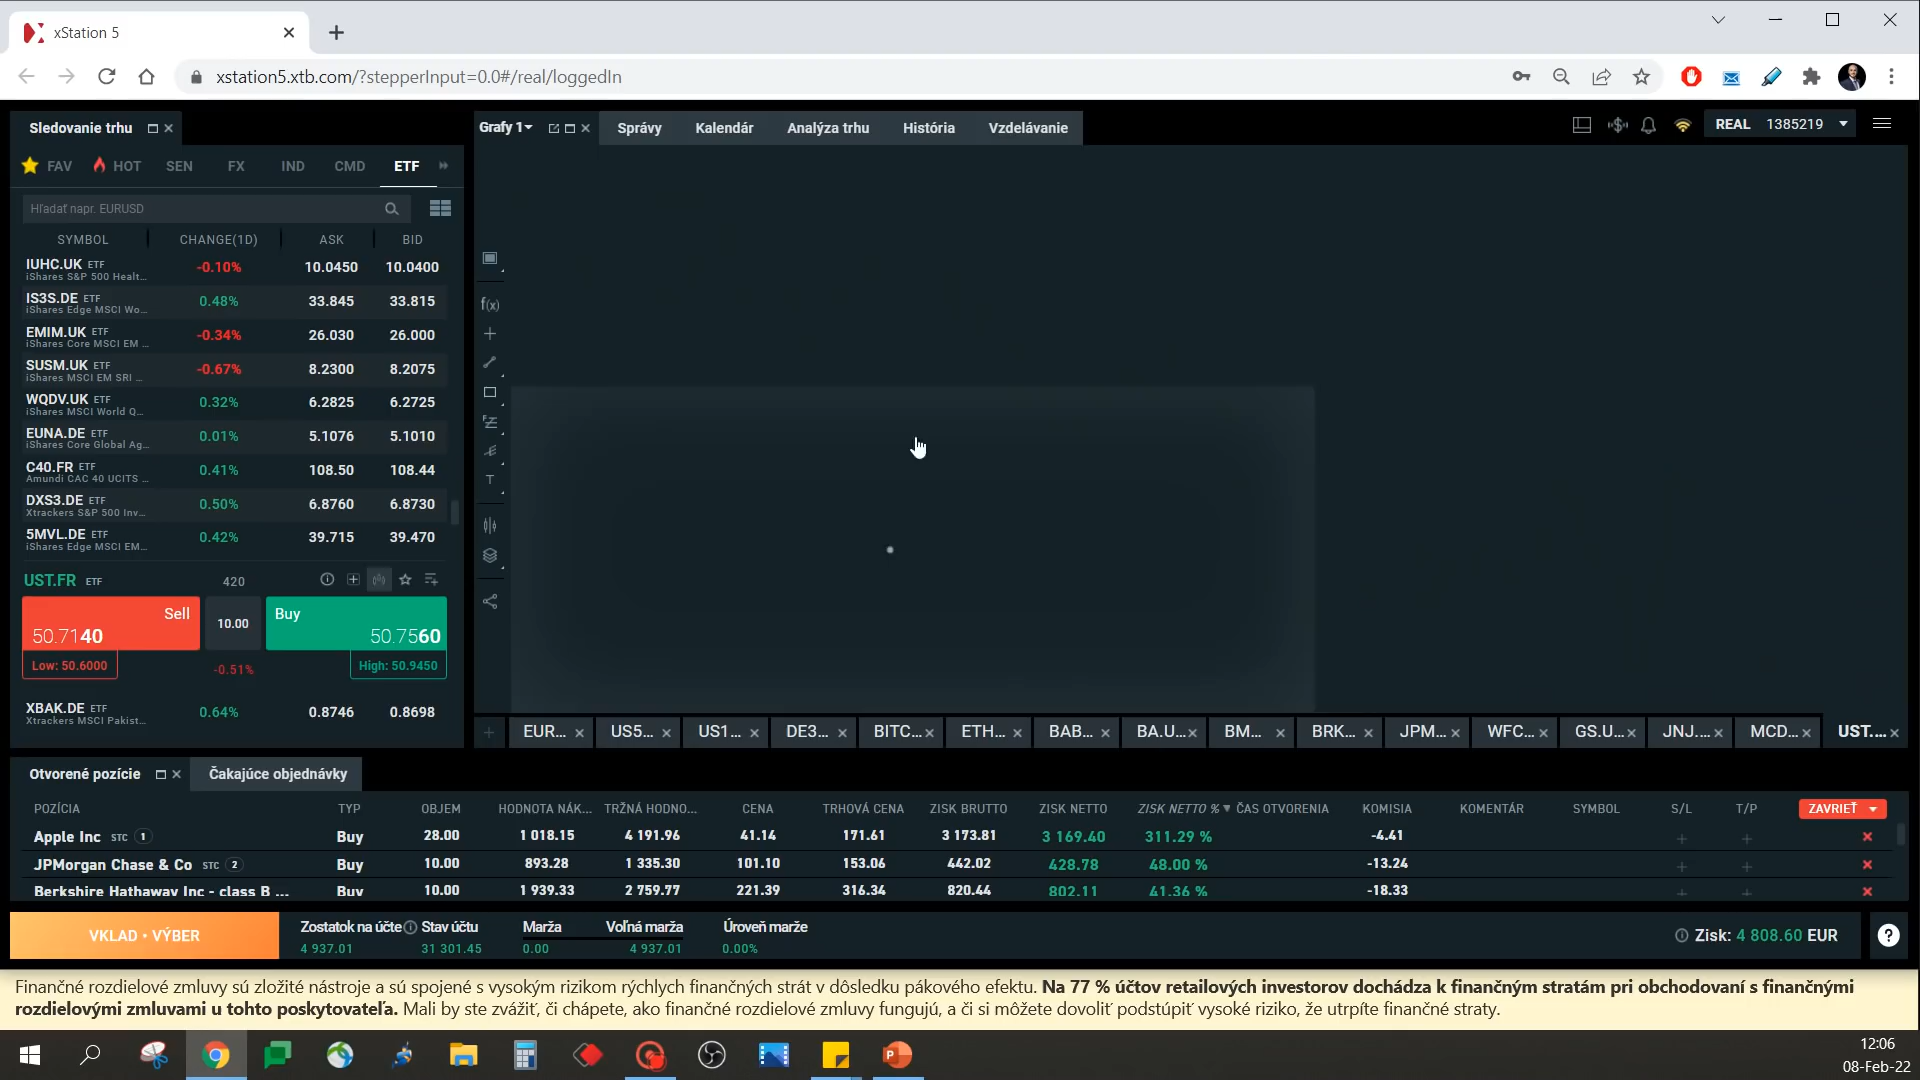 xStation 5
xstation5.xtb.com/?stepperInput=0.0#/real/loggedIn
Sledovanie trhu
Grafy 1
Správy
Kalendár
Analýza trhu
História
Vzdelávanie
REAL 1385219
FAV HOT SEN FX IND CMD ETF
Hľadať napr. EURUSD
SYMBOL CHANGE(1D) ASK BID
IUHC.UK ETF -0.10% 10.0450 10.0400
iShares S&P 500 Healt...
IS3S.DE ETF 0.48% 33.845 33.815
iShares Edge MSCI Wo...
EMIM.UK ETF -0.34% 26.030 26.000
iShares Core MSCI EM ...
SUSM.UK ETF -0.67% 8.2300 8.2075
iShares MSCI EM SRI ...
WQDV.UK ETF 0.32% 6.2825 6.2725
iShares MSCI World Q...
EUNA.DE ETF 0.01% 5.1076 5.1010
iShares Core Global Ag...
C40.FR ETF 0.41% 108.50 108.44
Amundi CAC 40 UCITS ...
DXS3.DE ETF 0.50% 6.8760 6.8730
Xtrackers S&P 500 Inv...
5MVL.DE ETF 0.42% 39.715 39.470
iShares Edge MSCI EM...
UST.FR ETF 420
Sell 50.7140
10.00
Buy 50.7560
Low: 50.6000
-0.51%
High: 50.9450
XBAK.DE ETF 0.64% 0.8746 0.8698
Xtrackers MSCI Pakist...
f(x)
T
EUR... US5... US1... DE3... BITC... ETH... BAB... BA.U... BM... BRK... JPM... WFC... GS.U... JNJ.... MCD... UST....
Otvorené pozície
Čakajúce objednávky
POZÍCIA TYP OBJEM HODNOTA NÁK... TRŽNÁ HODNO... CENA TRHOVÁ CENA ZISK BRUTTO ZISK NETTO ZISK NETTO % ČAS OTVORENIA KOMISIA KOMENTÁR SYMBOL S/L T/P ZAVRIEŤ
Apple Inc STC 1 Buy 28.00 1 018.15 4 191.96 41.14 171.61 3 173.81 3 169.40 311.29 % -4.41
JPMorgan Chase & Co STC 2 Buy 10.00 893.28 1 335.30 101.10 153.06 442.02 428.78 48.00 % -13.24
Berkshire Hathaway Inc - class B ... Buy 10.00 1 939.33 2 759.77 221.39 316.34 820.44 802.11 41.36 % -18.33
VKLAD • VÝBER
Zostatok na účte Stav účtu Marža Voľná marža Úroveň marže
4 937.01 31 301.45 0.00 4 937.01 0.00%
Zisk: 4 808.60 EUR
?
Finančné rozdielové zmluvy sú zložité nástroje a sú spojené s vysokým rizikom rýchlych finančných strát v dôsledku pákového efektu. Na 77 % účtov retailových investorov dochádza k finančným stratám pri obchodovaní s finančnými
rozdielovými zmluvami u tohto poskytovateľa. Mali by ste zvážiť, či chápete, ako finančné rozdielové zmluvy fungujú, a či si môžete dovoliť podstúpiť vysoké riziko, že utrpíte finančné straty.
12:06
08-Feb-22